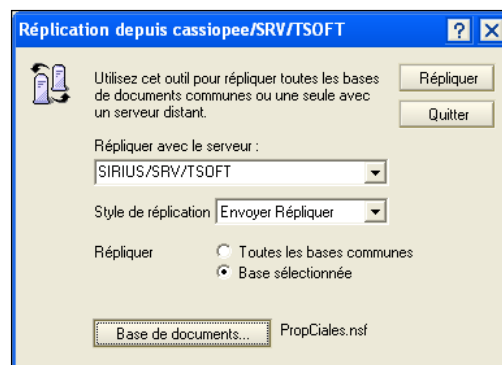 Réplication depuis cassiopee/SRV/TSOFT
Utilisez cet outil pour répliquer toutes les bases
de documents communes ou une seule avec
un serveur distant.
Répliquer
Quitter
Répliquer avec le serveur :
SIRIUS/SRV/TSOFT
Style de réplication Envoyer Répliquer
Répliquer
Toutes les bases communes
Base sélectionnée
Base de documents... PropCiales.nsf